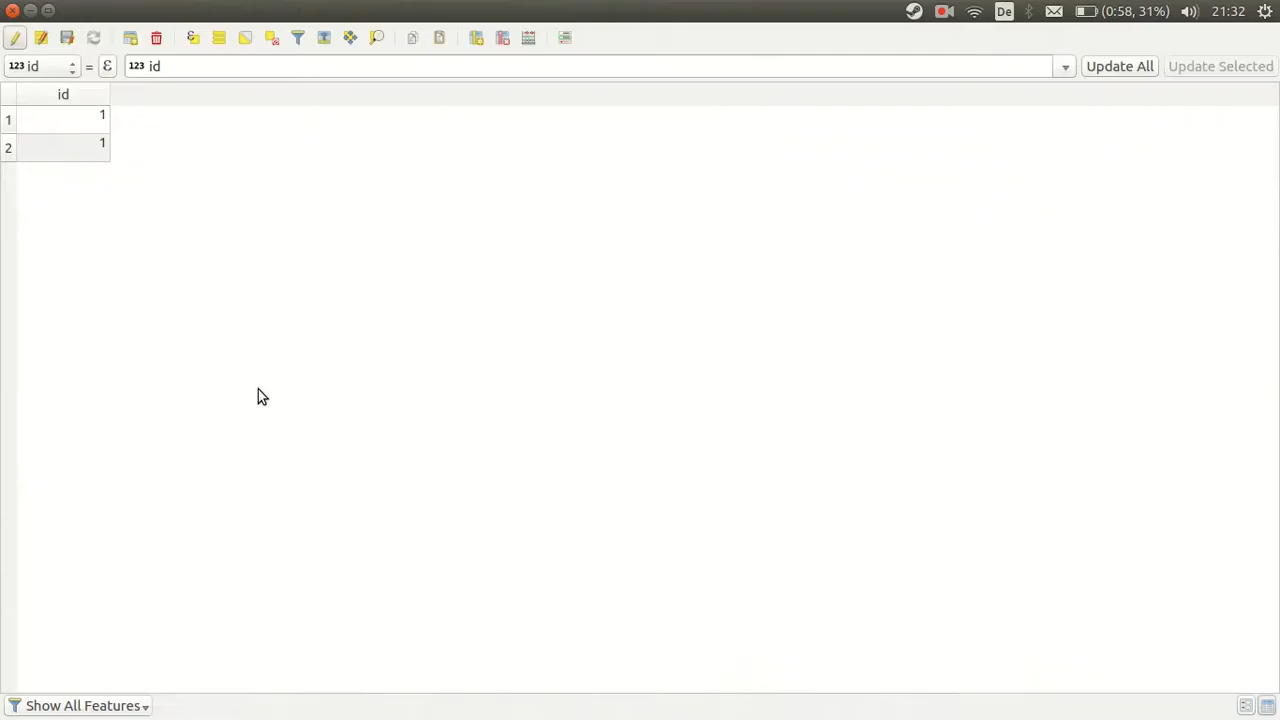 De (0:58, 31%) 21:32
123 id = ε 123 id Update All Update Selected
id
1 1
2 1
Show All Features